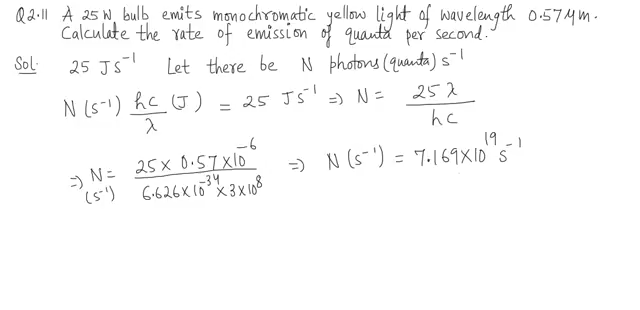 Q2.11 A 25 W bulb emits monochromatic yellow light of wavelength 0.57 μm.
Calculate the rate of emission of quanta per second.
Sol. 25 JS⁻¹ Let there be N photons (quanta) s⁻¹
N (s⁻¹) hc/λ (J) = 25 JS⁻¹ ⇒ N = 25 λ / hc
⇒ N (s⁻¹) = 25 × 0.57 × 10⁻⁶ / 6.626 × 10⁻³⁴ × 3 × 10⁸ ⇒ N (s⁻¹) = 7.169 × 10¹⁹ s⁻¹